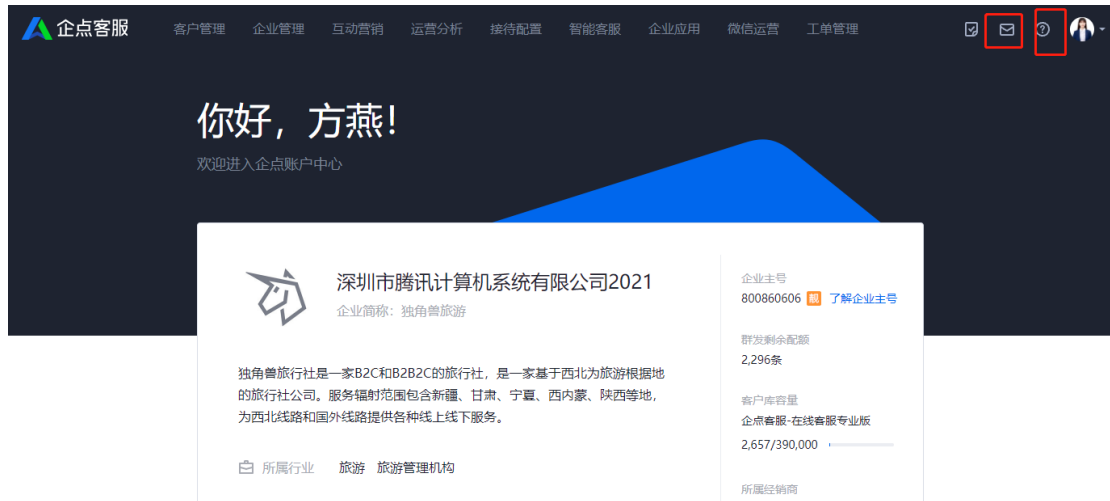 企点客服 客户管理 企业管理 互动营销 运营分析 接待配置 智能客服 企业应用 微信运营 工单管理
你好，方燕！
欢迎进入企点账户中心
深圳市腾讯计算机系统有限公司2021
企业简称：独角兽旅游
独角兽旅行社是一家B2C和B2B2C的旅行社，是一家基于西北为旅游根据地
的旅行社公司。服务辐射范围包含新疆、甘肃、宁夏、西内蒙、陕西等地，
为西北线路和国外线路提供各种线上线下服务。
所属行业 旅游 旅游管理机构
企业主号
800860606 靓 了解企业主号
群发剩余配额
2,296条
客户库容量
企点客服-在线客服专业版
2,657/390,000
所属经销商